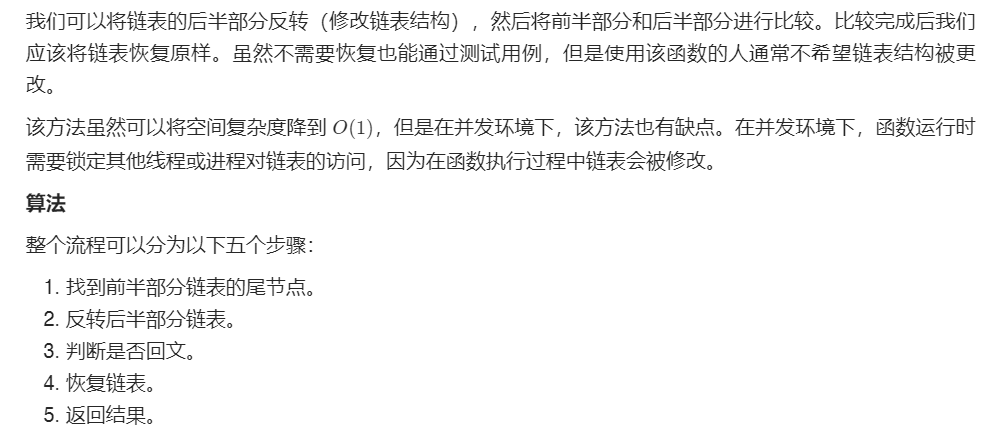 我们可以将链表的后半部分反转（修改链表结构），然后将前半部分和后半部分进行比较。比较完成后我们
应该将链表恢复原样。虽然不需要恢复也能通过测试用例，但是使用该函数的人通常不希望链表结构被更
改。
该方法虽然可以将空间复杂度降到 O(1)，但是在并发环境下，该方法也有缺点。在并发环境下，函数运行时
需要锁定其他线程或进程对链表的访问，因为在函数执行过程中链表会被修改。
算法
整个流程可以分为以下五个步骤：
1. 找到前半部分链表的尾节点。
2. 反转后半部分链表。
3. 判断是否回文。
4. 恢复链表。
5. 返回结果。